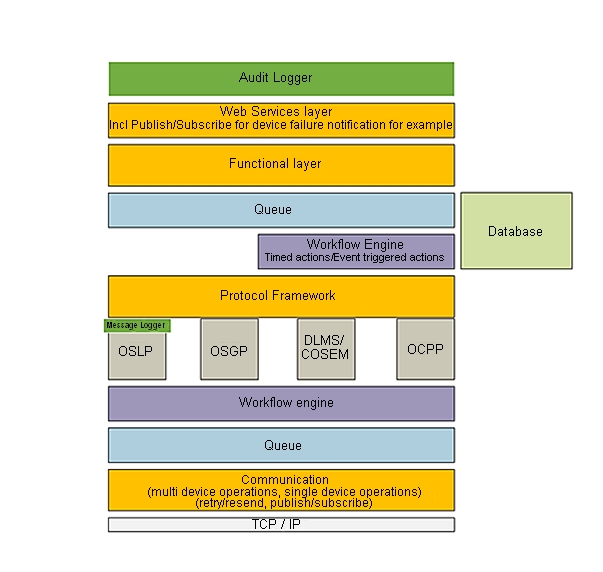 Audit Logger
Web Services layer
Incl Publish/Subscribe for device failure notification for example
Functional layer
Queue
Database
Workflow Engine
Timed actions/Event triggered actions
Protocol Framework
Message Logger
OSLP
OSGP
DLMS/
COSEM
OCPP
Workflow engine
Queue
Communication
(multi device operations, single device operations)
(retry/resend, publish/subscribe)
TCP / IP